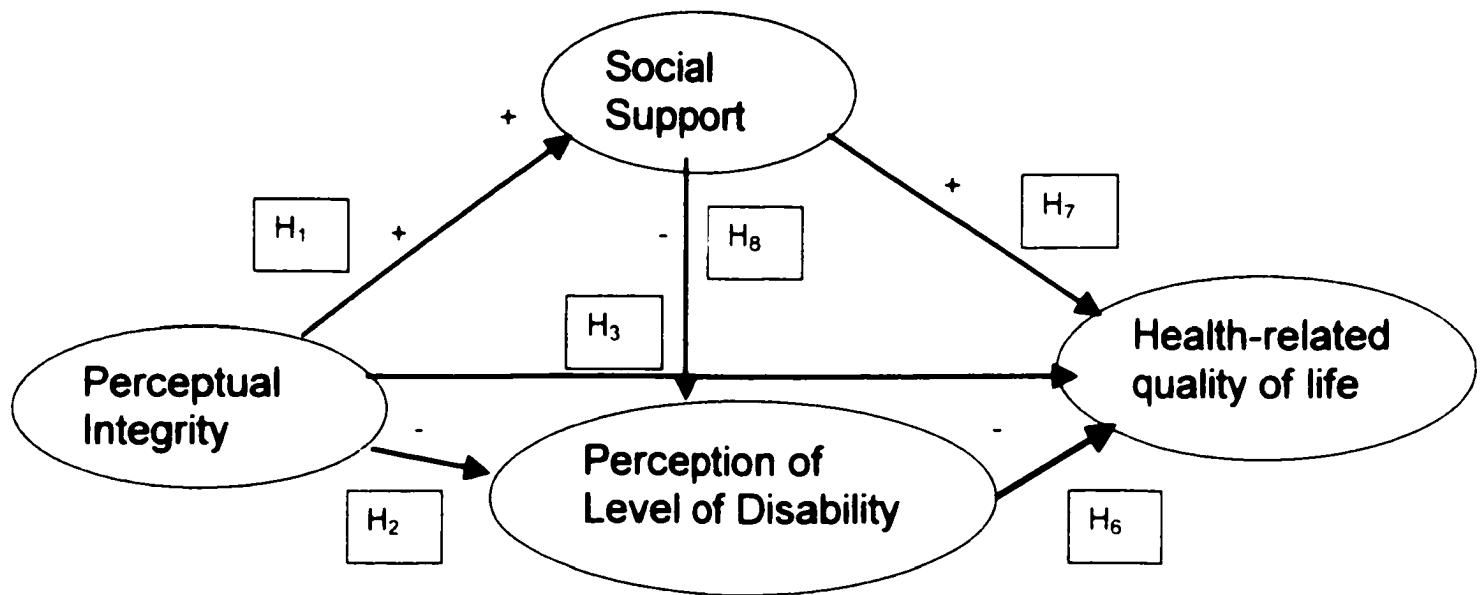 Social
Support
+
H₁
+
-
H₈
+
H₇
H₃
Perceptual
Integrity
Health-related
quality of life
-
H₂
Perception of
Level of Disability
-
H₆